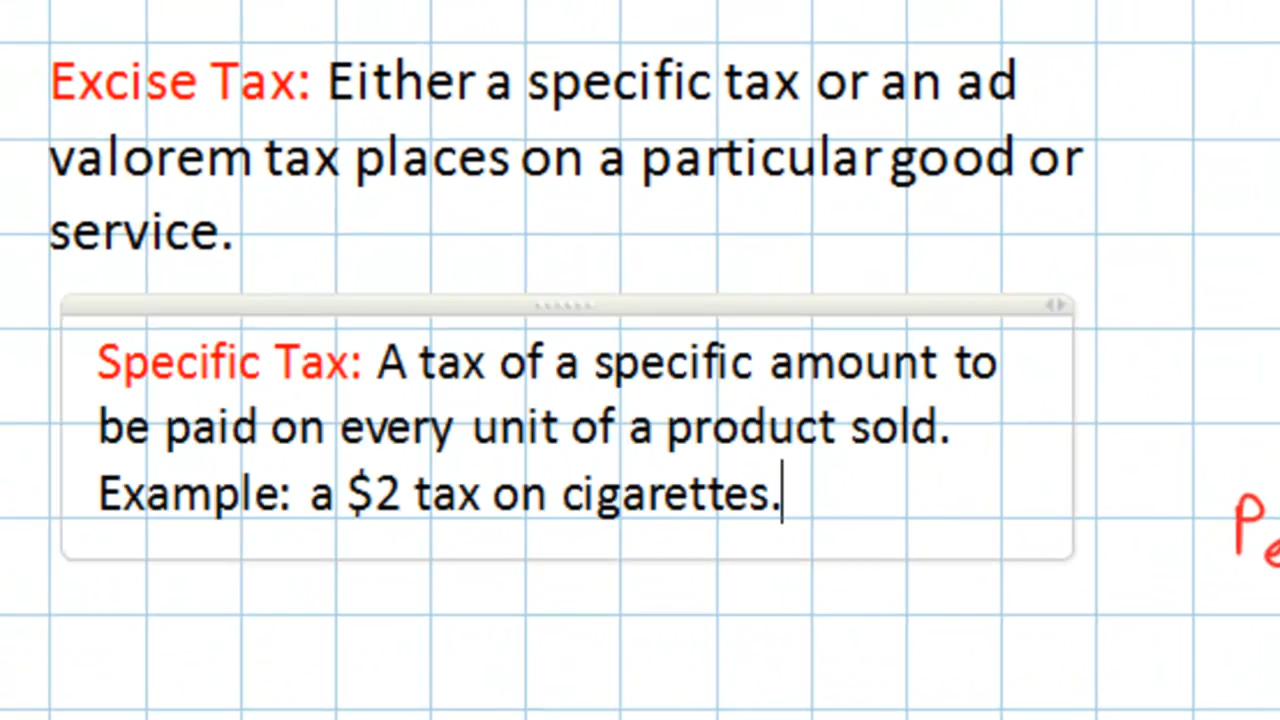 Excise Tax: Either a specific tax or an ad
valorem tax places on a particular good or
service.
Specific Tax: A tax of a specific amount to
be paid on every unit of a product sold.
Example: a $2 tax on cigarettes.